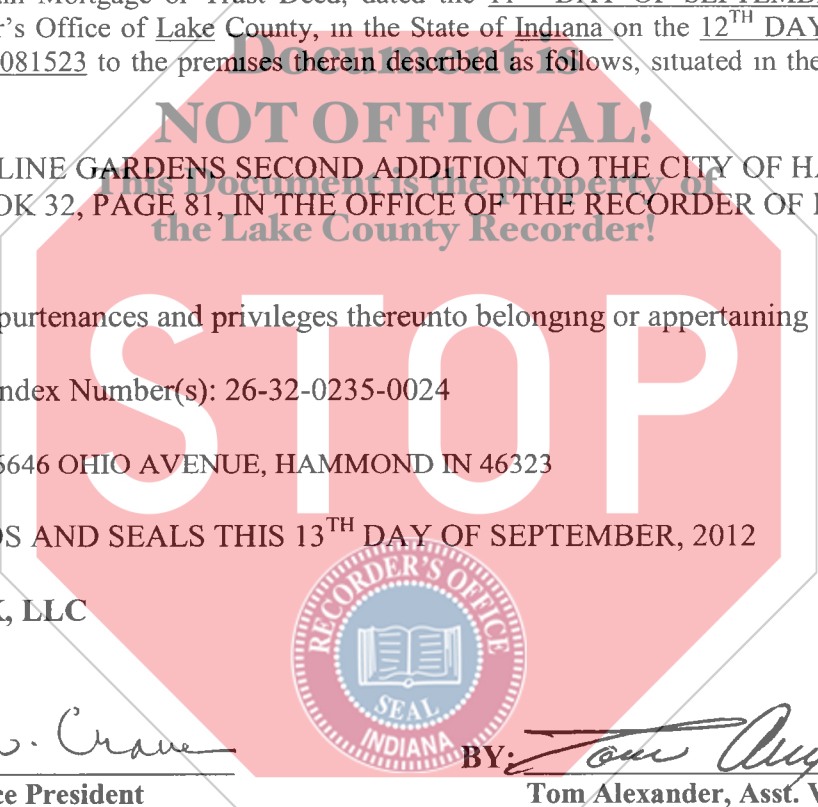 Mortgage or Trust Deed, dated the DAY OF SEPTEMBE
r's Office of Lake County, in the State of Indiana on the 12TH DAY
081523 to the premises therein described as follows, situated in the
Document is
NOT OFFICIAL!
LINE GARDENS SECOND ADDITION TO THE CITY OF HA
This Document is the property of
OK 32, PAGE 81, IN THE OFFICE OF THE RECORDER OF
the Lake County Recorder!
STOP
purtenances and privileges thereunto belonging or appertaining
ndex Number(s): 26-32-0235-0024
5646 OHIO AVENUE, HAMMOND IN 46323
DS AND SEALS THIS 13TH DAY OF SEPTEMBER, 2012
RECORDER'S OFFICE
SEAL
INDIANA
K, LLC
Crane
BY: Tom
ce President
Tom Alexander, Asst. V